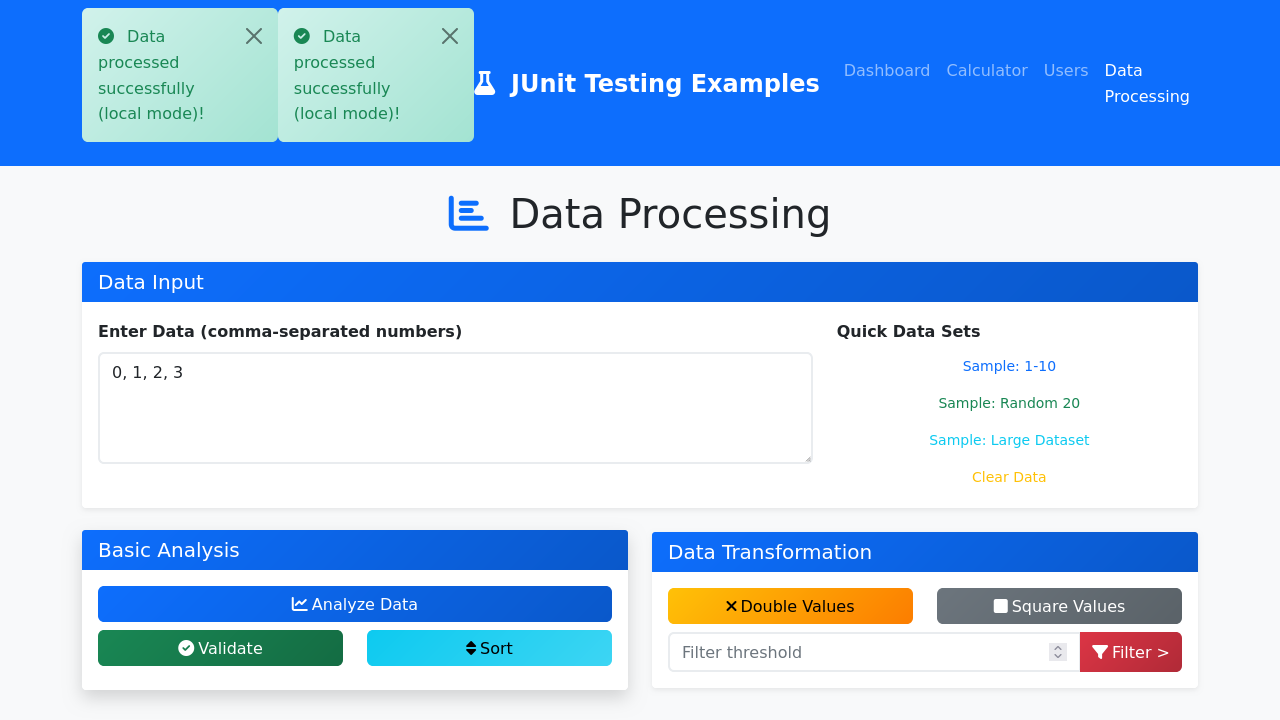 Data
processed
successfully
(local mode)!
Data
processed
successfully
(local mode)!
JUnit Testing Examples
Dashboard
Calculator
Users
Data
Processing
Data Processing
Data Input
Enter Data (comma-separated numbers)
0, 1, 2, 3
Quick Data Sets
Sample: 1-10
Sample: Random 20
Sample: Large Dataset
Clear Data
Basic Analysis
Analyze Data
Validate
Sort
Data Transformation
Double Values
Square Values
Filter threshold
Filter >